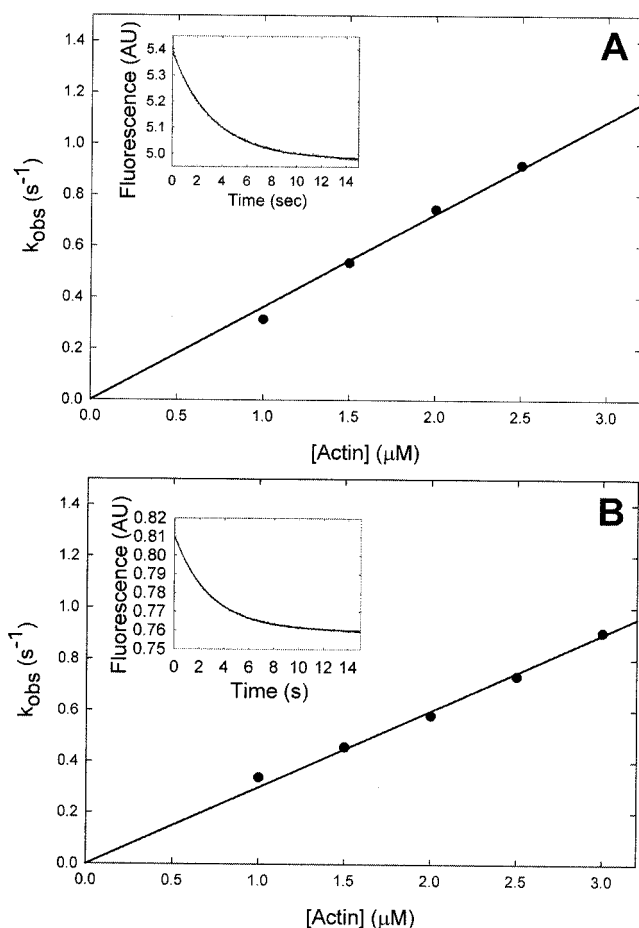 A
1.4
1.2
1.0
0.8
0.6
0.4
0.2
0.0
k_obs (s⁻¹)
0.0 0.5 1.0 1.5 2.0 2.5 3.0
[Actin] (μM)
Fluorescence (AU)
5.4
5.3
5.2
5.1
5.0
0 2 4 6 8 10 12 14
Time (sec)
B
1.4
1.2
1.0
0.8
0.6
0.4
0.2
0.0
k_obs (s⁻¹)
0.0 0.5 1.0 1.5 2.0 2.5 3.0
[Actin] (μM)
Fluorescence (AU)
0.82
0.81
0.80
0.79
0.78
0.77
0.76
0.75
0 2 4 6 8 10 12 14
Time (s)